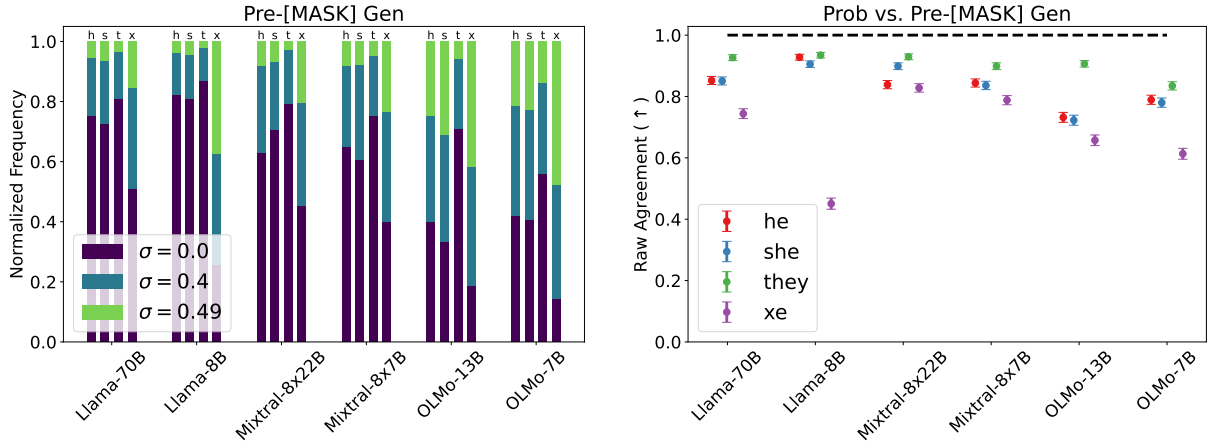 Pre-[MASK] Gen
Normalized Frequency
1.0
0.8
0.6
0.4
0.2
0.0
h s t x h s t x h s t x h s t x h s t x h s t x
σ = 0.0
σ = 0.4
σ = 0.49
Llama-70B
Llama-8B
Mixtral-8x22B
Mixtral-8x7B
OLMo-13B
OLMo-7B
Prob vs. Pre-[MASK] Gen
Raw Agreement (↑)
1.0
0.8
0.6
0.4
0.2
0.0
he
she
they
xe
Llama-70B
Llama-8B
Mixtral-8x22B
Mixtral-8x7B
OLMo-13B
OLMo-7B